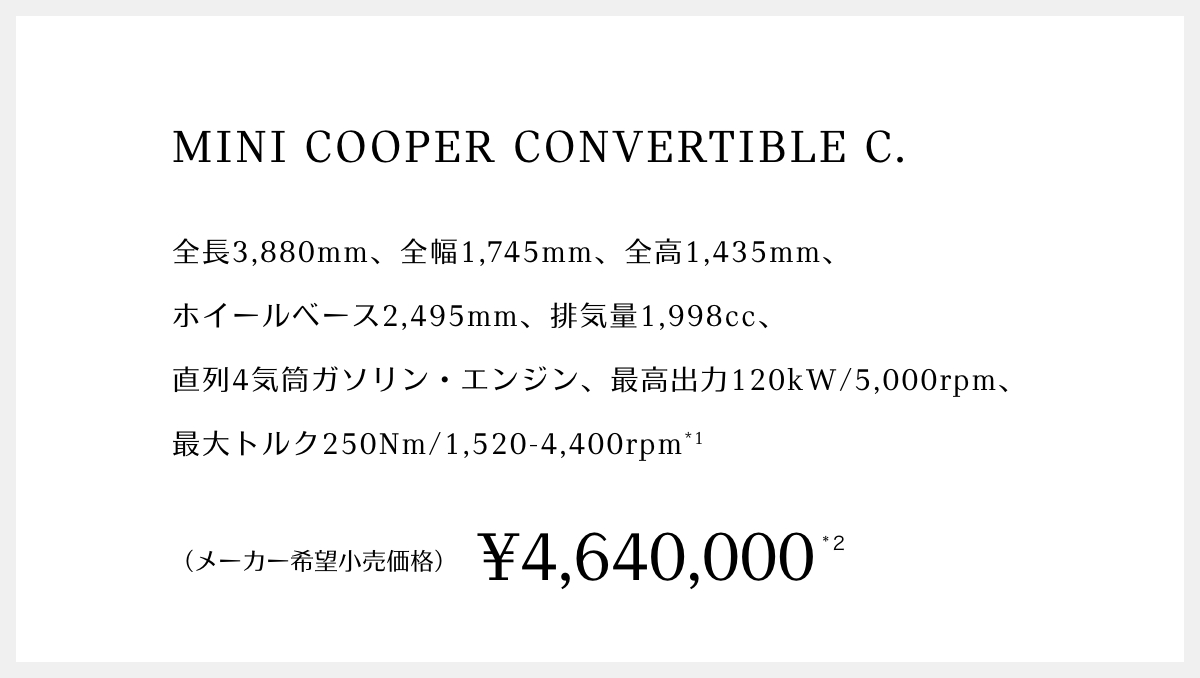 MINI COOPER CONVERTIBLE C.
全長3,880mm、全幅1,745mm、全高1,435mm、
ホイールベース2,495mm、排気量1,998cc、
直列4気筒ガソリン・エンジン、最高出力120kW/5,000rpm、
最大トルク250Nm/1,520-4,400rpm*1
（メーカー希望小売価格） ¥4,640,000*2